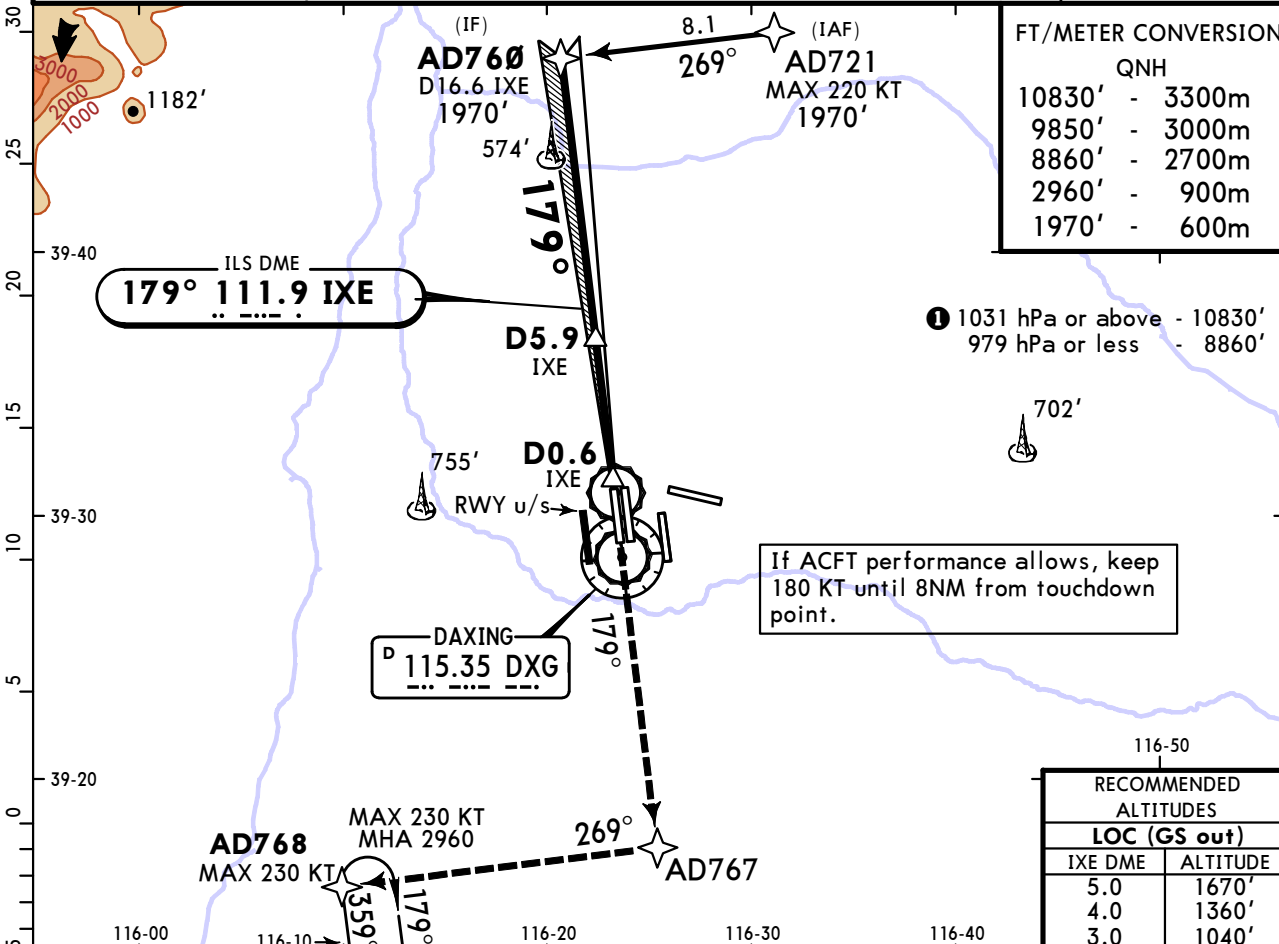 30
25
20
15
10
5
0
5
3000
2000
1000
1182'
(IF)
AD760
D16.6 IXE
1970'
574'
8.1
269°
(IAF)
AD721
MAX 220 KT
1970'
FT/METER CONVERSION
QNH
10830' - 3300m
9850' - 3000m
8860' - 2700m
2960' - 900m
1970' - 600m
179°
39-40
ILS DME
179° 111.9 IXE
D5.9
IXE
❶ 1031 hPa or above - 10830'
979 hPa or less - 8860'
702'
755'
D0.6
IXE
RWY u/s
39-30
If ACFT performance allows, keep
180 KT until 8NM from touchdown
point.
DAXING
D 115.35 DXG
179°
39-20
116-50
MAX 230 KT
MHA 2960
AD768
MAX 230 KT
269°
AD767
359°
179°
116-00
116-10
116-20
116-30
116-40
RECOMMENDED
ALTITUDES
LOC (GS out)
IXE DME ALTITUDE
5.0 1670'
4.0 1360'
3.0 1040'